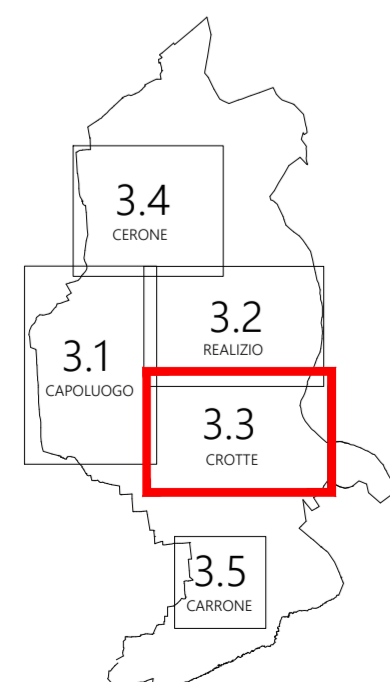 3.4
CERONE
3.2
REALIZIO
3.1
CAPOLUOGO
3.3
CROTTE
3.5
CARRONE